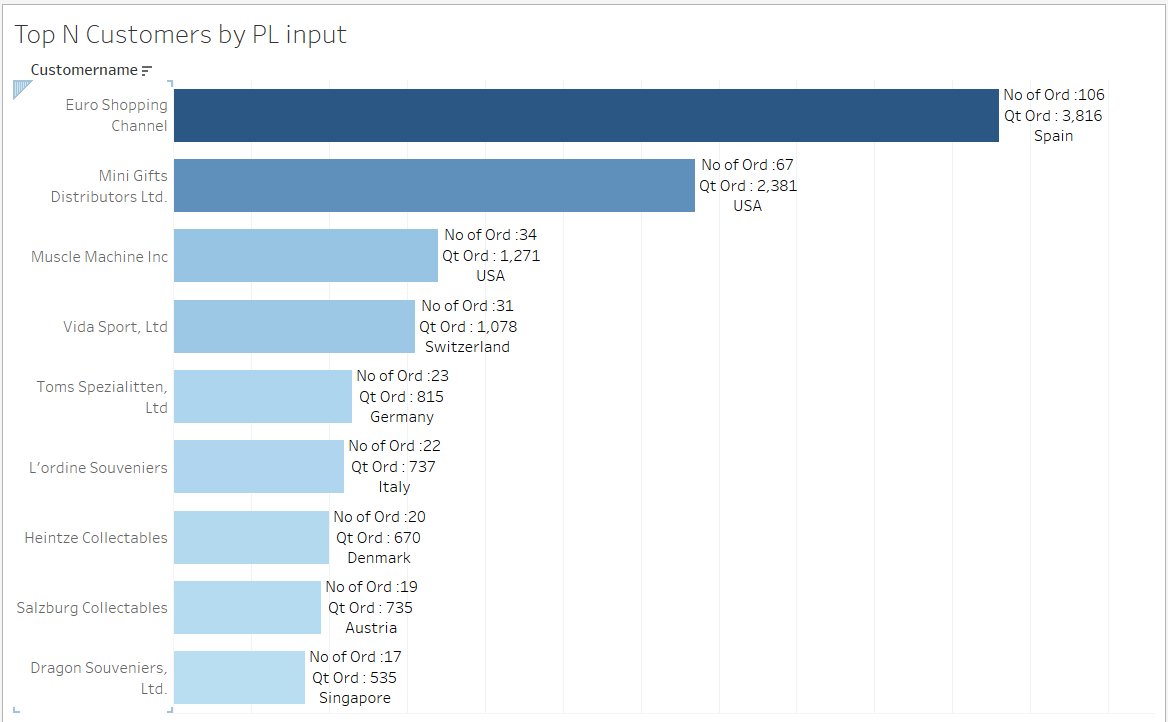 Top N Customers by PL input
Customername
Euro Shopping
Channel
No of Ord :106
Qt Ord : 3,816
Spain
Mini Gifts
Distributors Ltd.
No of Ord :67
Qt Ord : 2,381
USA
Muscle Machine Inc
No of Ord :34
Qt Ord : 1,271
USA
Vida Sport, Ltd
No of Ord :31
Qt Ord : 1,078
Switzerland
Toms Spezialitten,
Ltd
No of Ord :23
Qt Ord : 815
Germany
L'ordine Souveniers
No of Ord :22
Qt Ord : 737
Italy
Heintze Collectables
No of Ord :20
Qt Ord : 670
Denmark
Salzburg Collectables
No of Ord :19
Qt Ord : 735
Austria
Dragon Souveniers,
Ltd.
No of Ord :17
Qt Ord : 535
Singapore